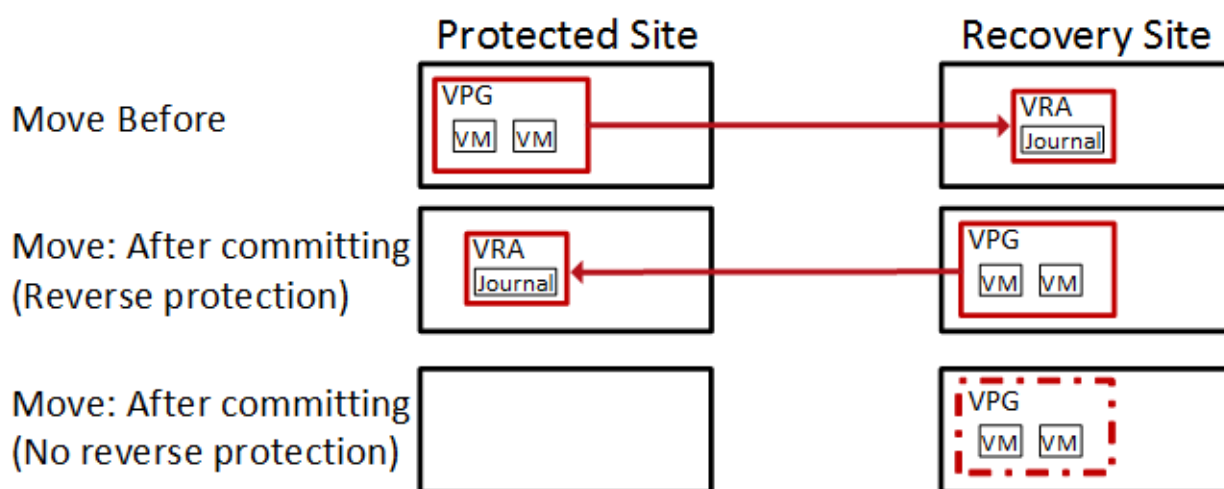 Protected Site
Recovery Site
Move Before
VPG
VM VM
VRA
Journal
Move: After committing
(Reverse protection)
VRA
Journal
VPG
VM VM
Move: After committing
(No reverse protection)
VPG
VM VM